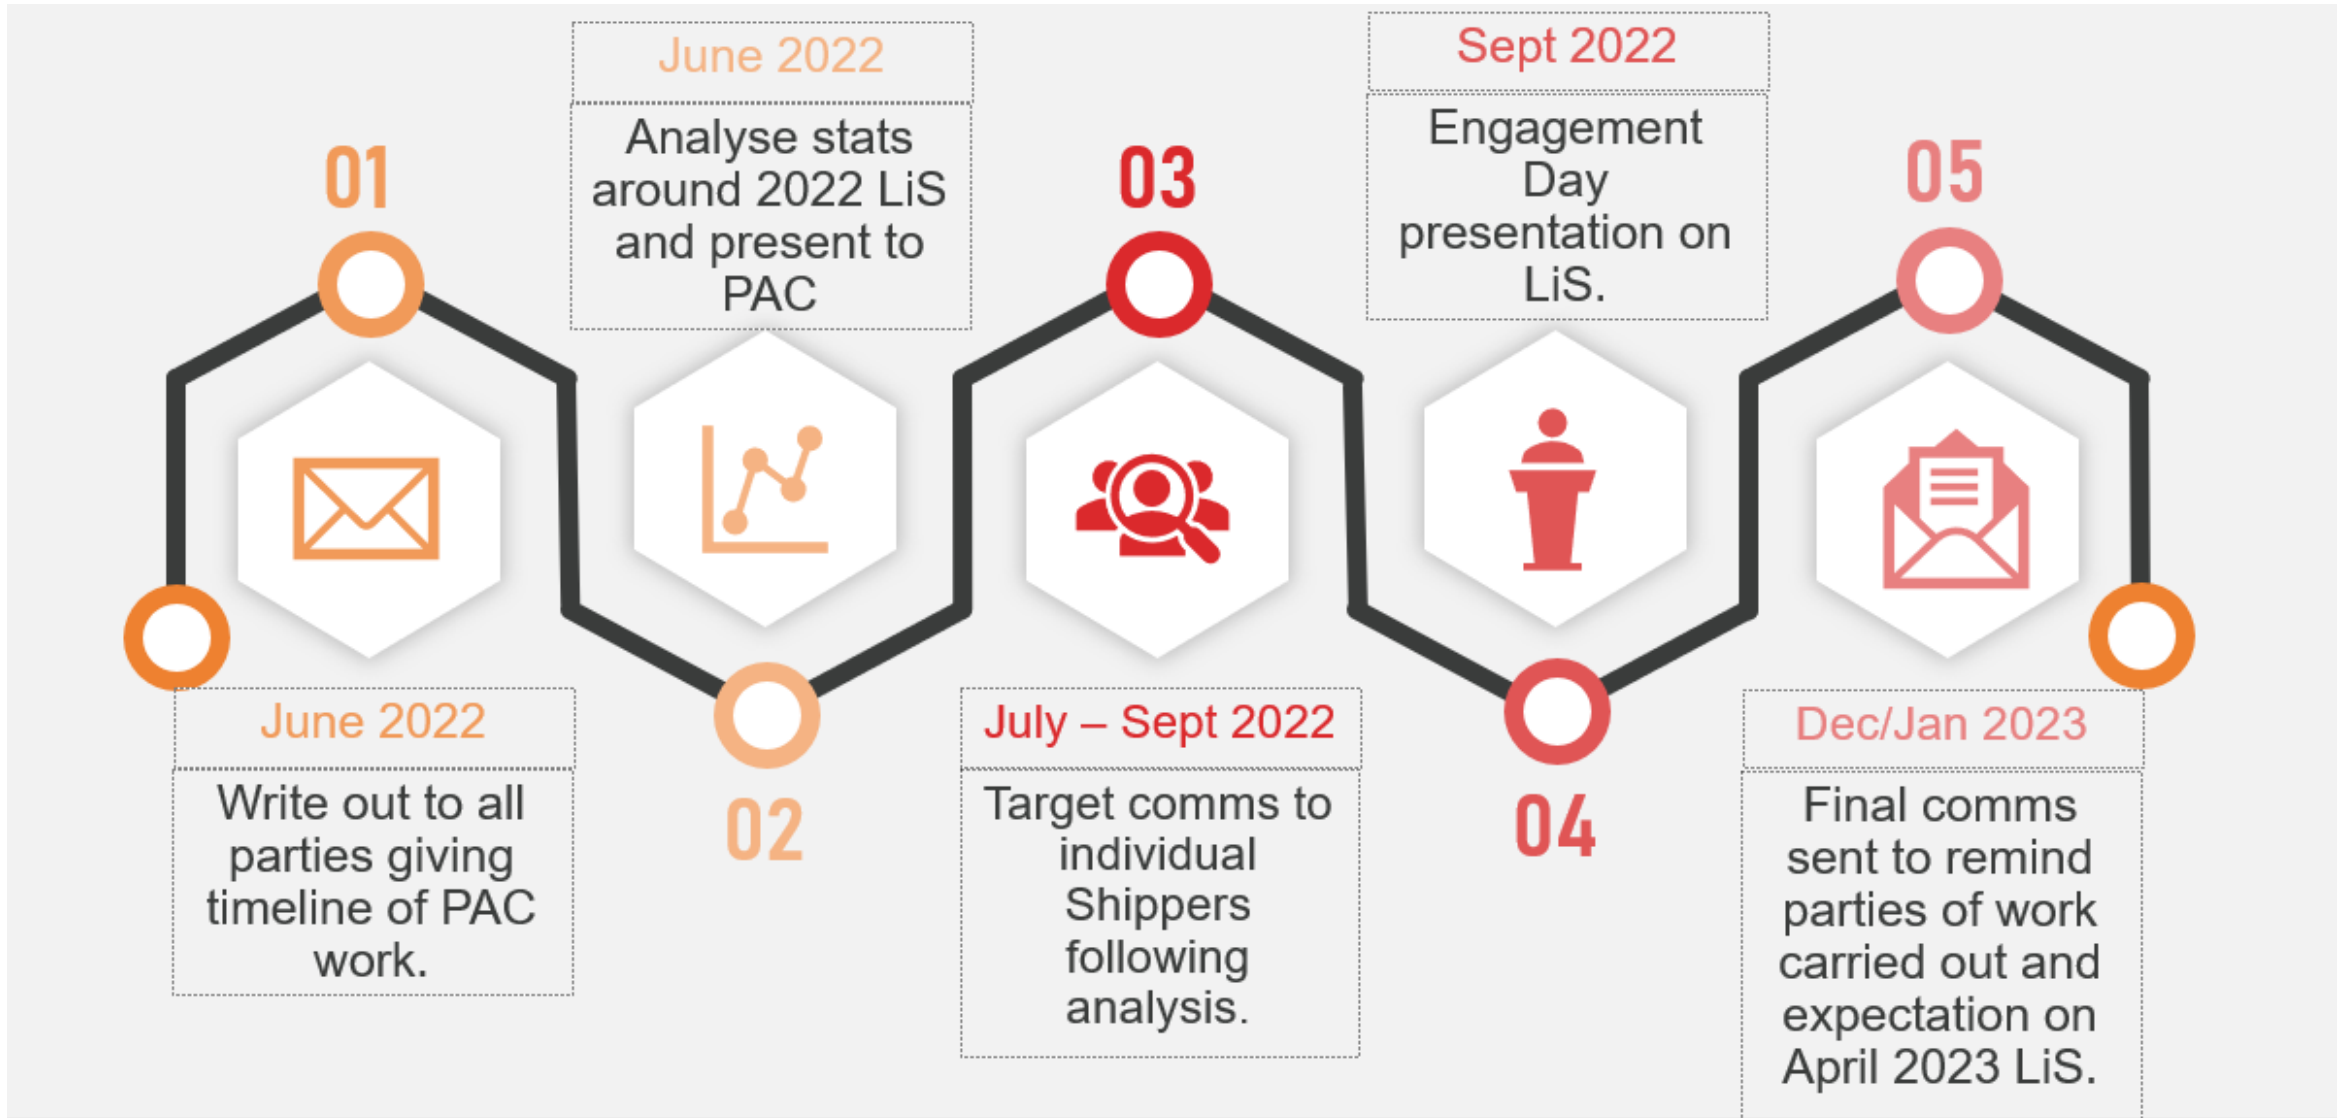 01
June 2022
Write out to all
parties giving
timeline of PAC
work.
June 2022
Analyse stats
around 2022 LiS
and present to
PAC
02
03
July – Sept 2022
Target comms to
individual
Shippers
following
analysis.
Sept 2022
Engagement
Day
presentation on
LiS.
04
05
Dec/Jan 2023
Final comms
sent to remind
parties of work
carried out and
expectation on
April 2023 LiS.